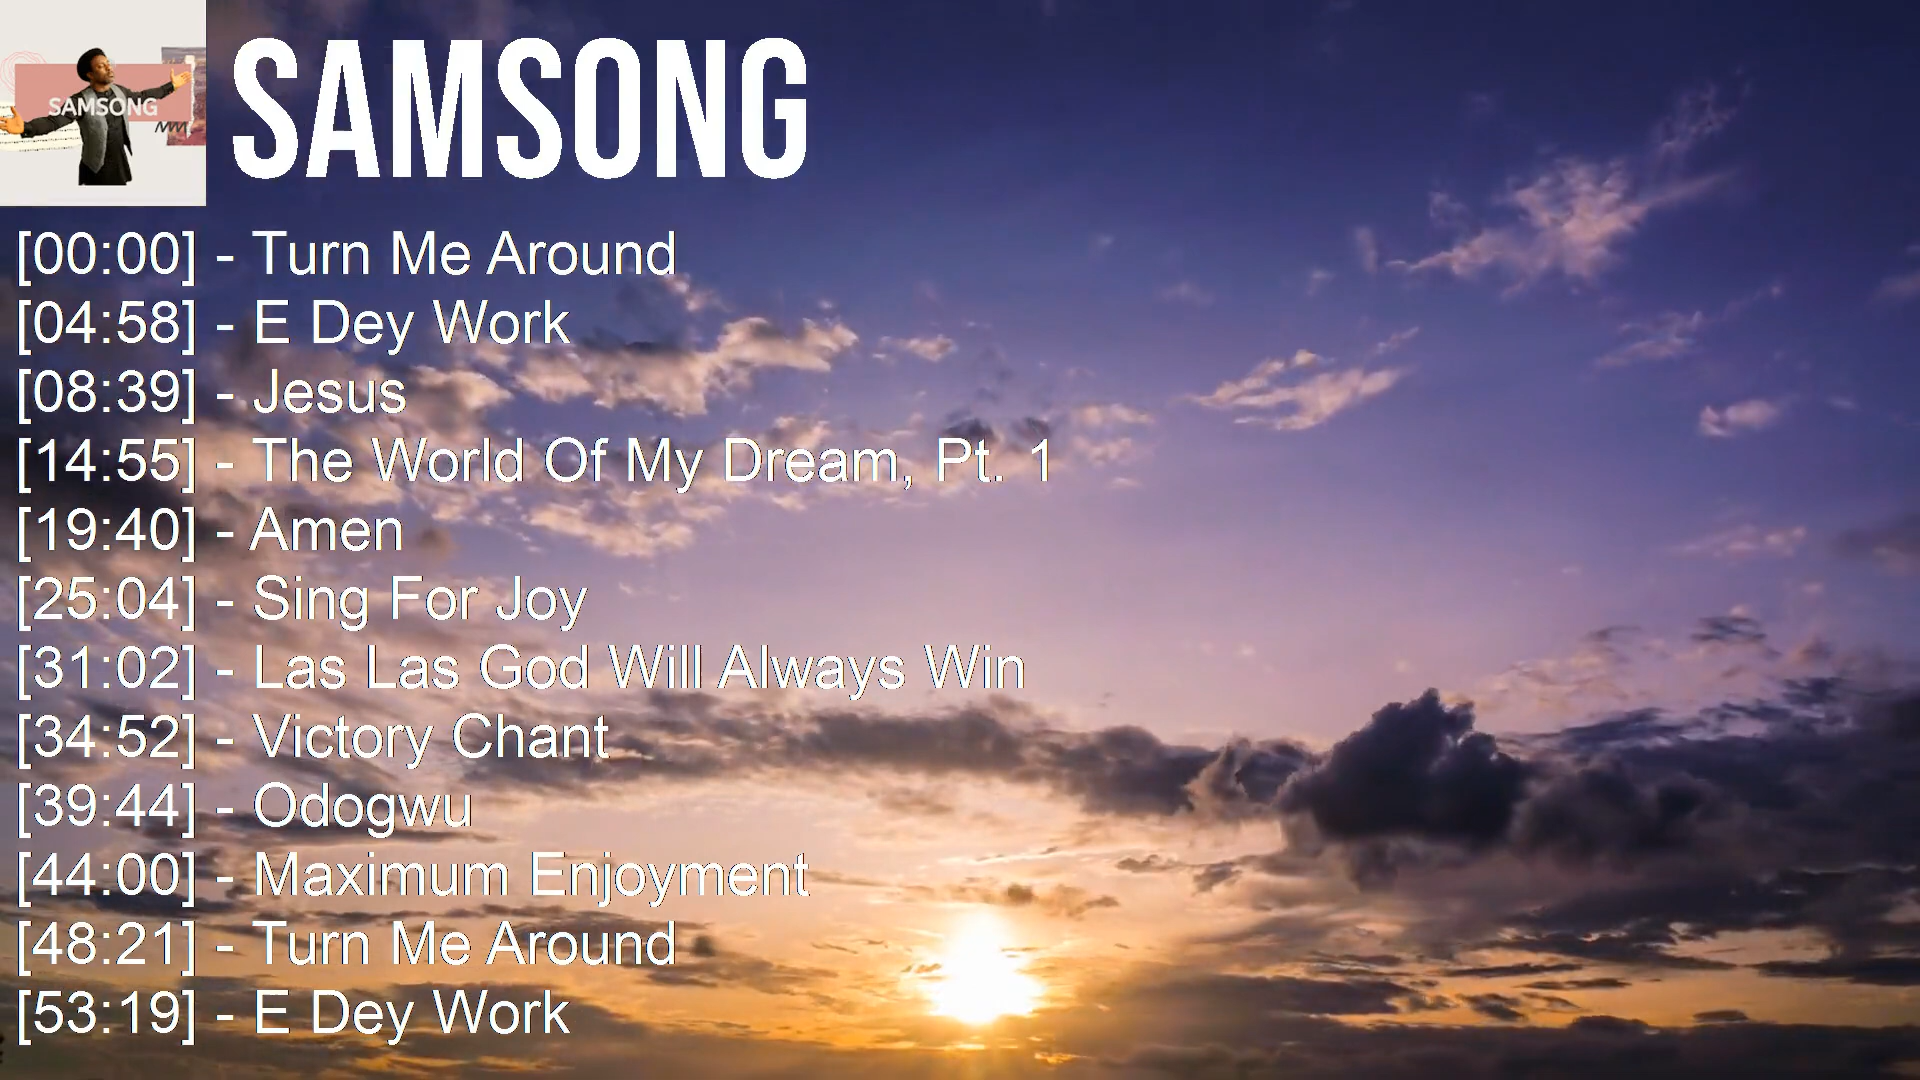 SAMSONG
SAMSONG
[00:00] - Turn Me Around
[04:58] - E Dey Work
[08:39] - Jesus
[14:55] - The World Of My Dream, Pt. 1
[19:40] - Amen
[25:04] - Sing For Joy
[31:02] - Las Las God Will Always Win
[34:52] - Victory Chant
[39:44] - Odogwu
[44:00] - Maximum Enjoyment
[48:21] - Turn Me Around
[53:19] - E Dey Work